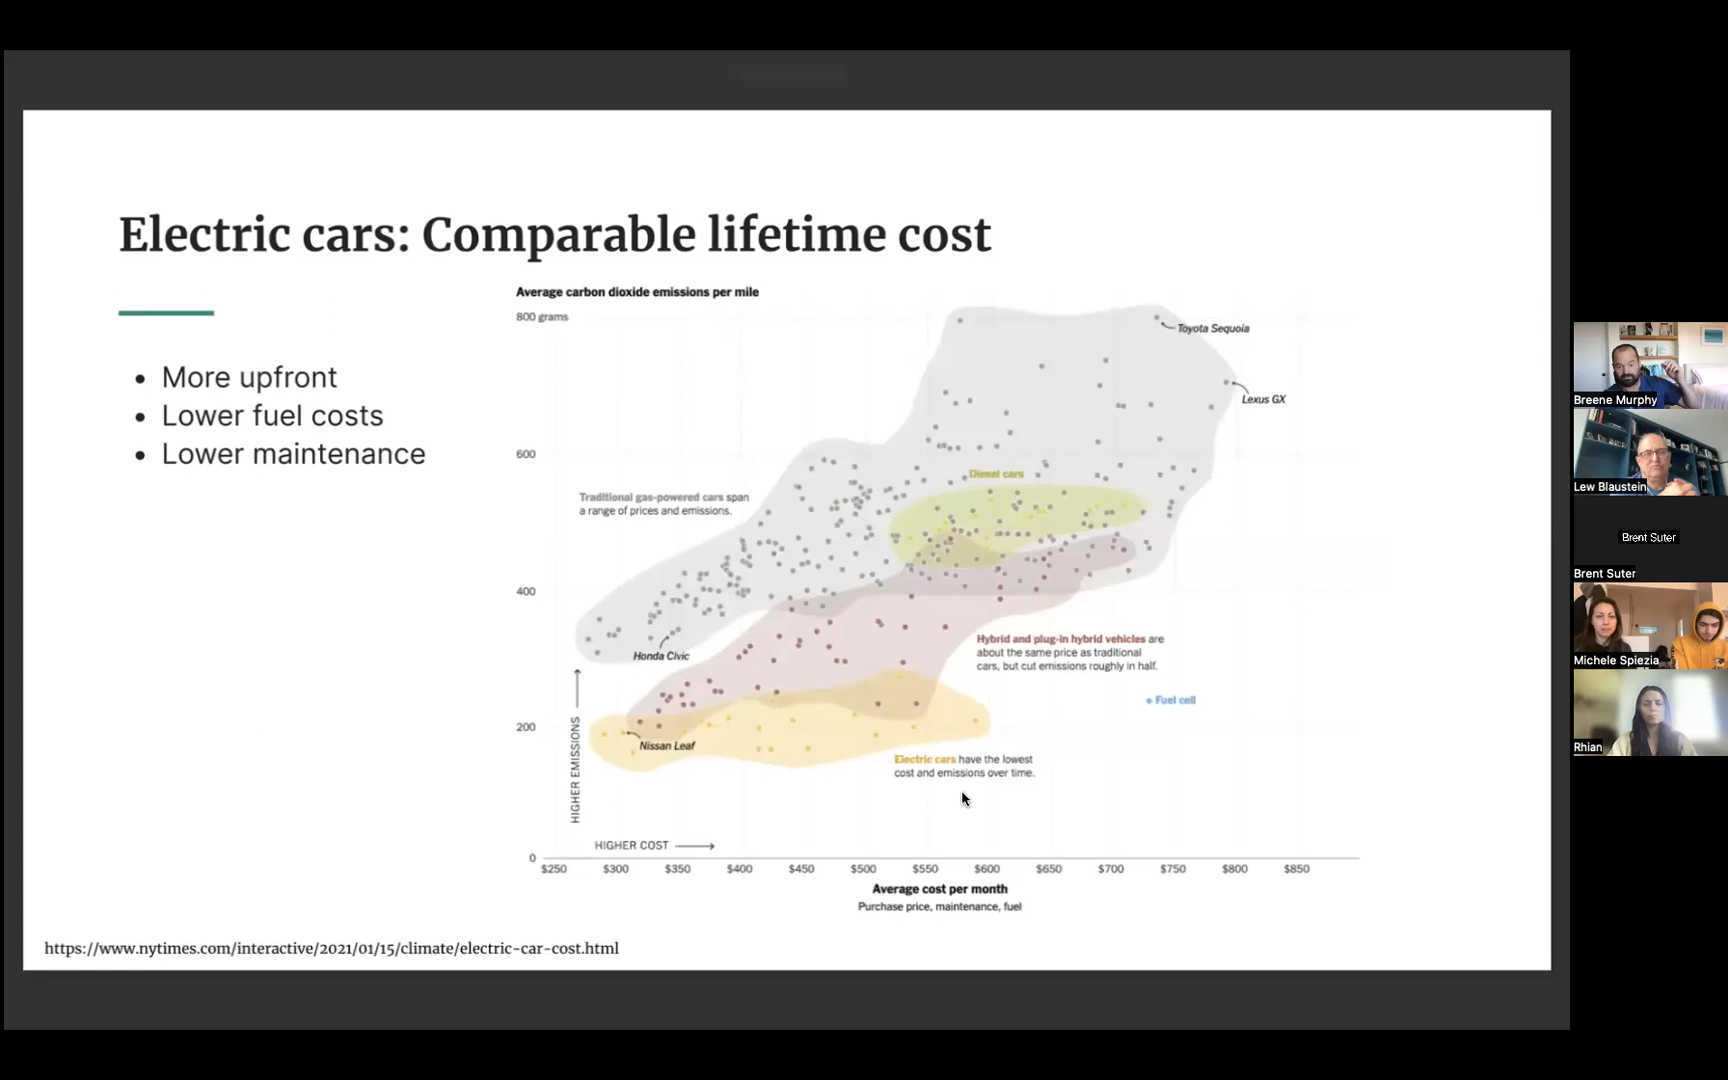 Electric cars: Comparable lifetime cost
More upfront
Lower fuel costs
Lower maintenance
Average carbon dioxide emissions per mile
800 grams
600
400
200
0
Toyota Sequoia
Lexus GX
Diesel cars
Traditional gas-powered cars span
a range of prices and emissions.
Honda Civic
Hybrid and plug-in hybrid vehicles are
about the same price as traditional
cars, but cut emissions roughly in half.
Fuel cell
Nissan Leaf
Electric cars have the lowest
cost and emissions over time.
HIGHER EMISSIONS
HIGHER COST
$250 $300 $350 $400 $450 $500 $550 $600 $650 $700 $750 $800 $850
Average cost per month
Purchase price, maintenance, fuel
https://www.nytimes.com/interactive/2021/01/15/climate/electric-car-cost.html
Breene Murphy
Lew Blaustein
Brent Suter
Brent Suter
Michele Spiezia
Rhian